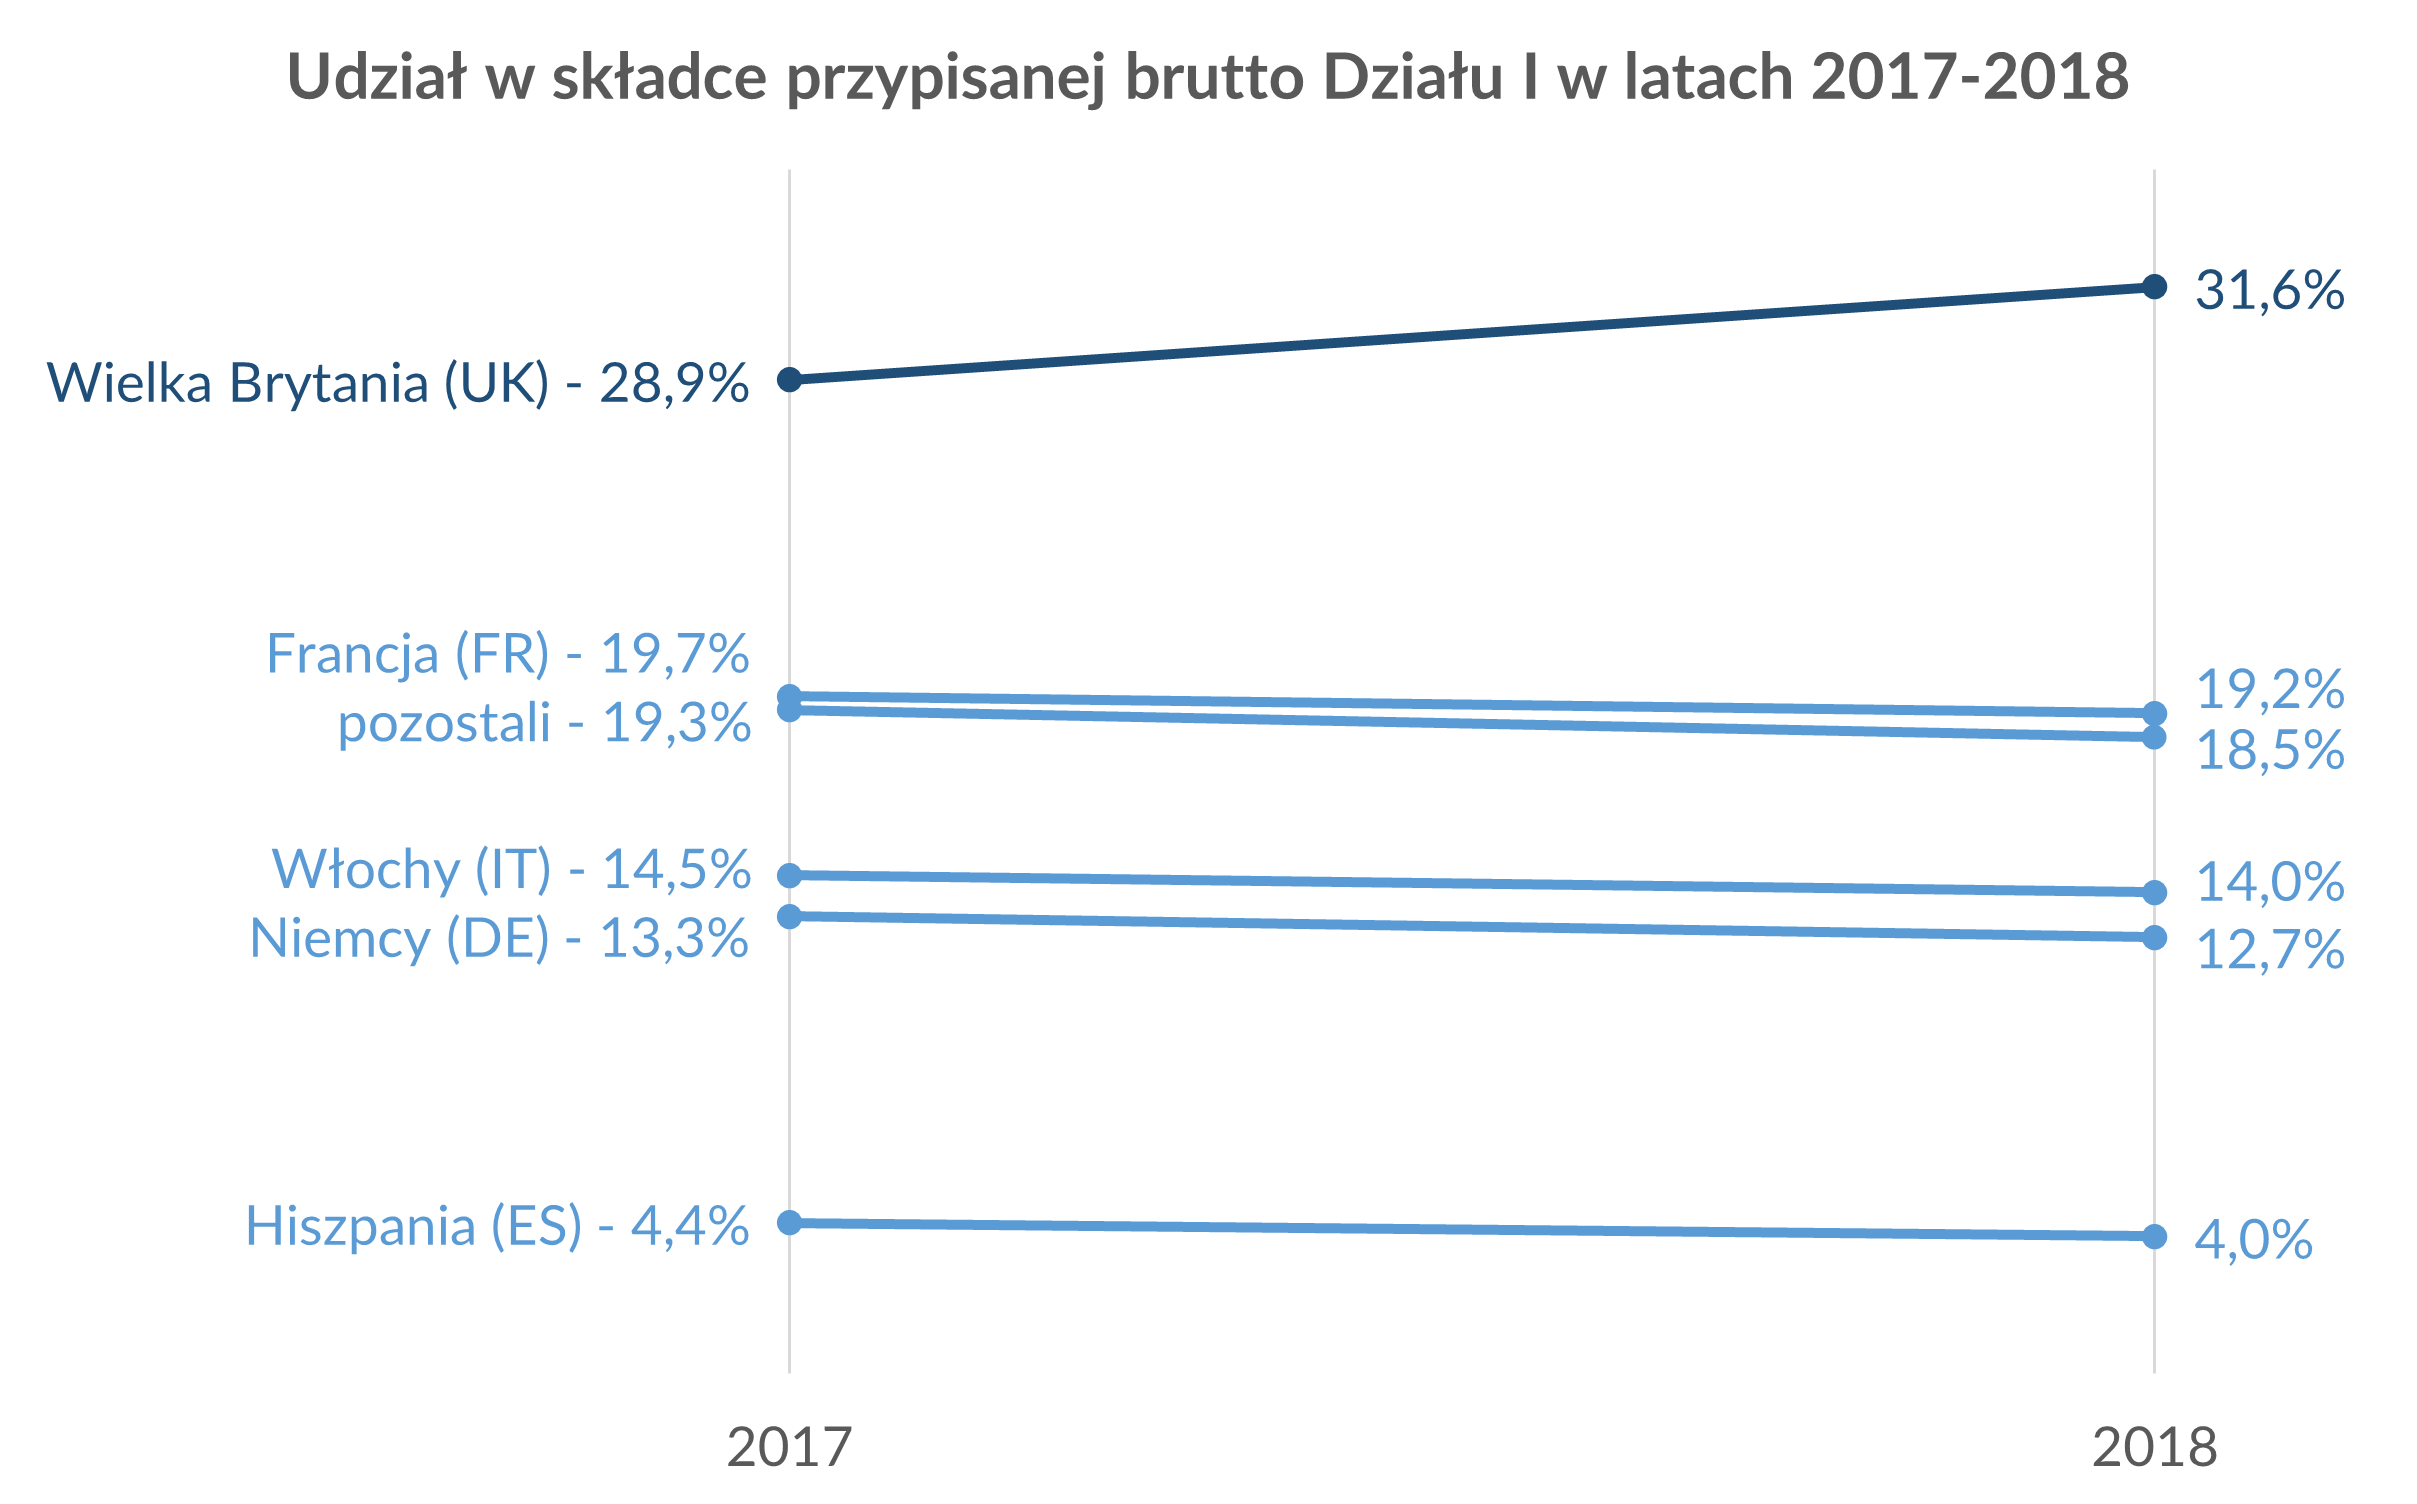 Udział w składce przypisanej brutto Działu I w latach 2017-2018
31,6%
Wielka Brytania (UK) - 28,9%
Francja (FR) - 19,7%
19,2%
pozostali - 19,3%
18,5%
Włochy (IT) - 14,5%
14,0%
Niemcy (DE) - 13,3%
12,7%
Hiszpania (ES) - 4,4%
4,0%
2017
2018